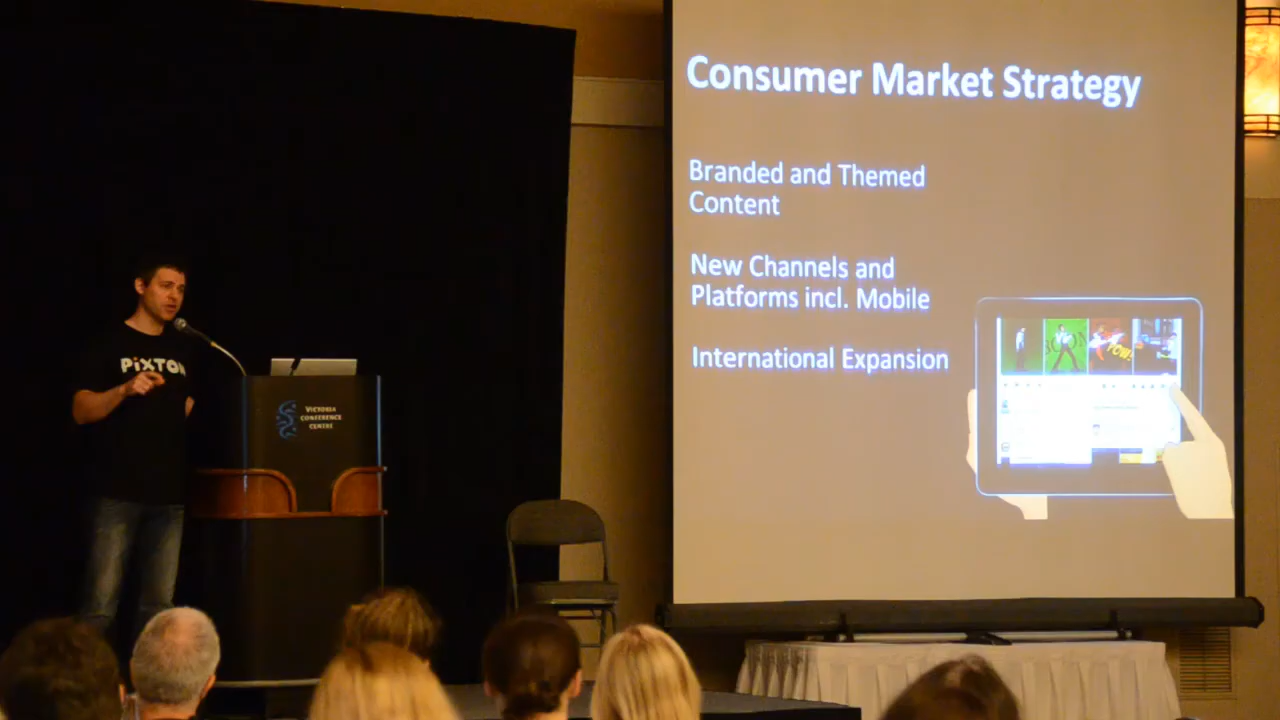 Consumer Market Strategy
Branded and Themed
Content
New Channels and
Platforms incl. Mobile
International Expansion
PiXTON
VICTORIA
CONFERENCE
CENTRE
POW!